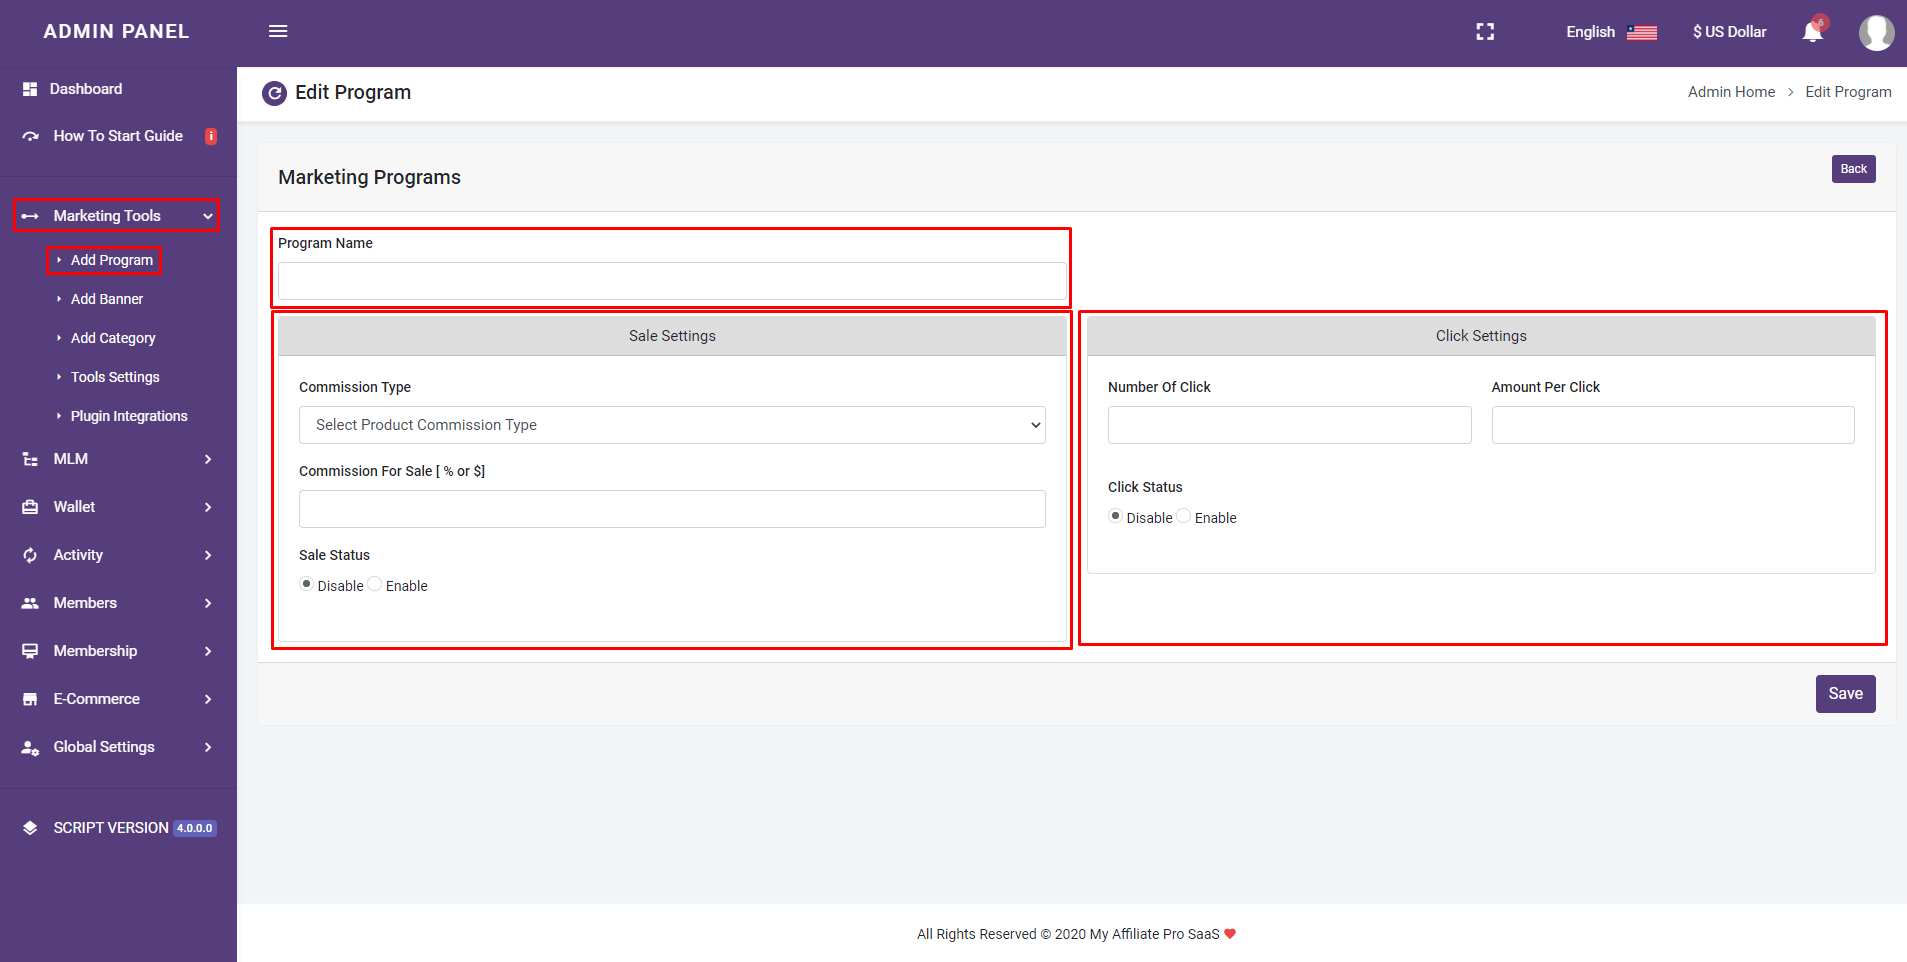 ADMIN PANEL
English
$ US Dollar
6
Dashboard
How To Start Guide
i
Marketing Tools
Add Program
Add Banner
Add Category
Tools Settings
Plugin Integrations
MLM
Wallet
Activity
Members
Membership
E-Commerce
Global Settings
SCRIPT VERSION 4.0.0.0
Edit Program
Admin Home > Edit Program
Marketing Programs
Back
Program Name
Sale Settings
Commission Type
Select Product Commission Type
Commission For Sale [ % or $]
Sale Status
Disable Enable
Click Settings
Number Of Click
Amount Per Click
Click Status
Disable Enable
Save
All Rights Reserved © 2020 My Affiliate Pro SaaS